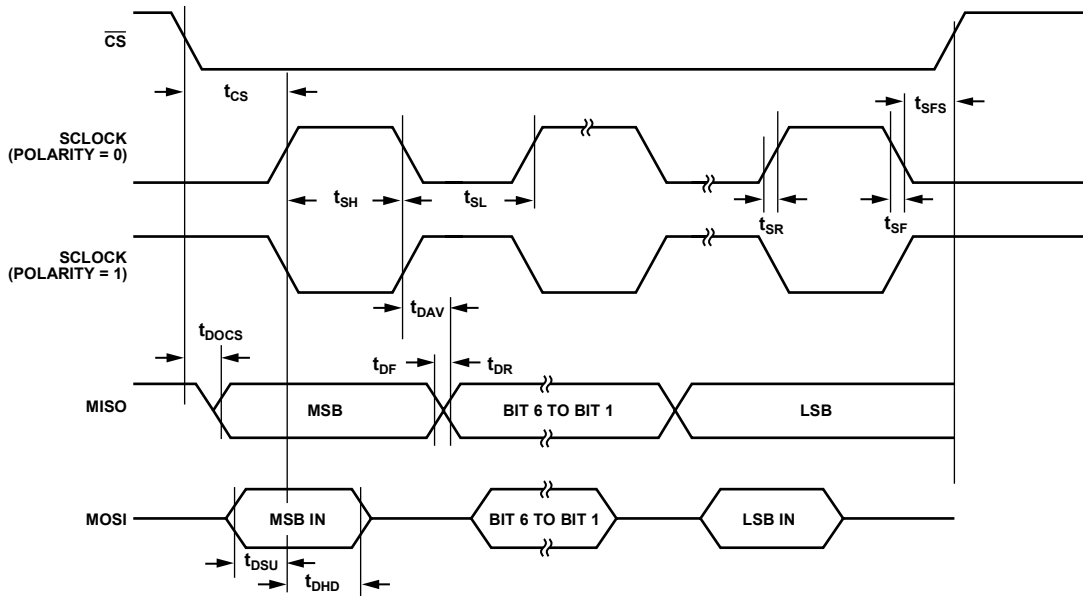 CS
tCS
tSFS
SCLOCK
(POLARITY = 0)
tSH
tSL
tSR
tSF
SCLOCK
(POLARITY = 1)
tDAV
tDOCS
tDF
tDR
MISO
MSB
BIT 6 TO BIT 1
LSB
MOSI
MSB IN
BIT 6 TO BIT 1
LSB IN
tDSU
tDHD